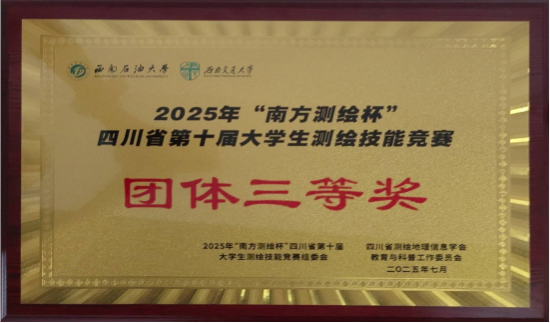 西南石油大学 西南交通大学
2025年“南方测绘杯”
四川省第十届大学生测绘技能竞赛
团体三等奖
2025年“南方测绘杯”四川省第十届
大学生测绘技能竞赛组委会
四川省测绘地理信息学会
教育与科普工作委员会
二〇二五年七月